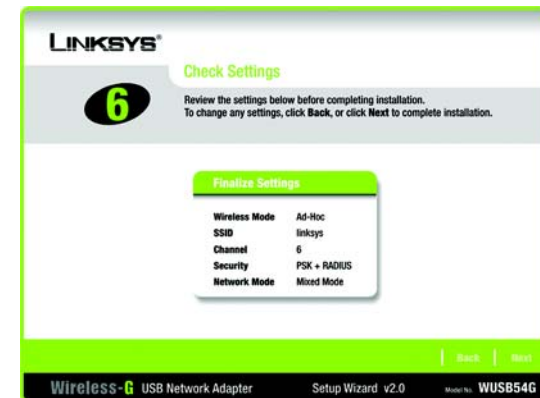 LINKSYS®
6
Check Settings
Review the settings below before completing installation.
To change any settings, click Back, or click Next to complete installation.
Finalize Settings
Wireless Mode Ad-Hoc
SSID linksys
Channel 6
Security PSK + RADIUS
Network Mode Mixed Mode
Back Next
Wireless-G USB Network Adapter Setup Wizard v2.0 Model No. WUSB54G